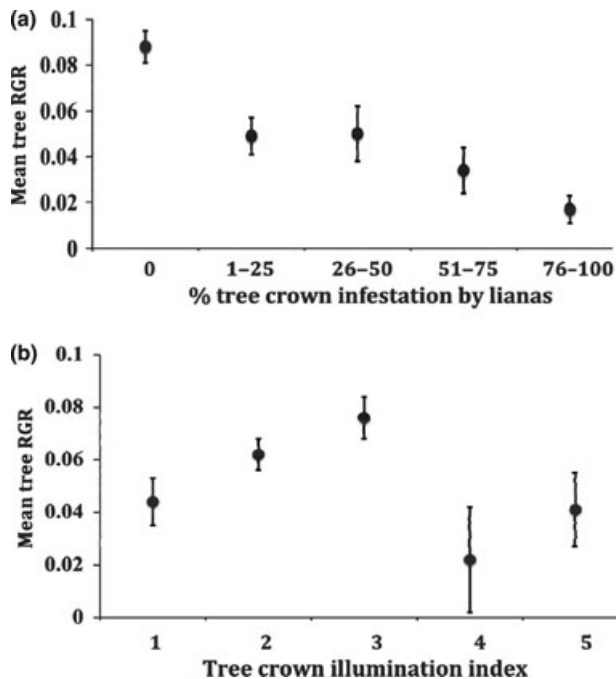 (a)
0.1
0.08
0.06
0.04
0.02
0
Mean tree RGR
0 1–25 26–50 51–75 76–100
% tree crown infestation by lianas
(b)
0.1
0.08
0.06
0.04
0.02
0
Mean tree RGR
1 2 3 4 5
Tree crown illumination index